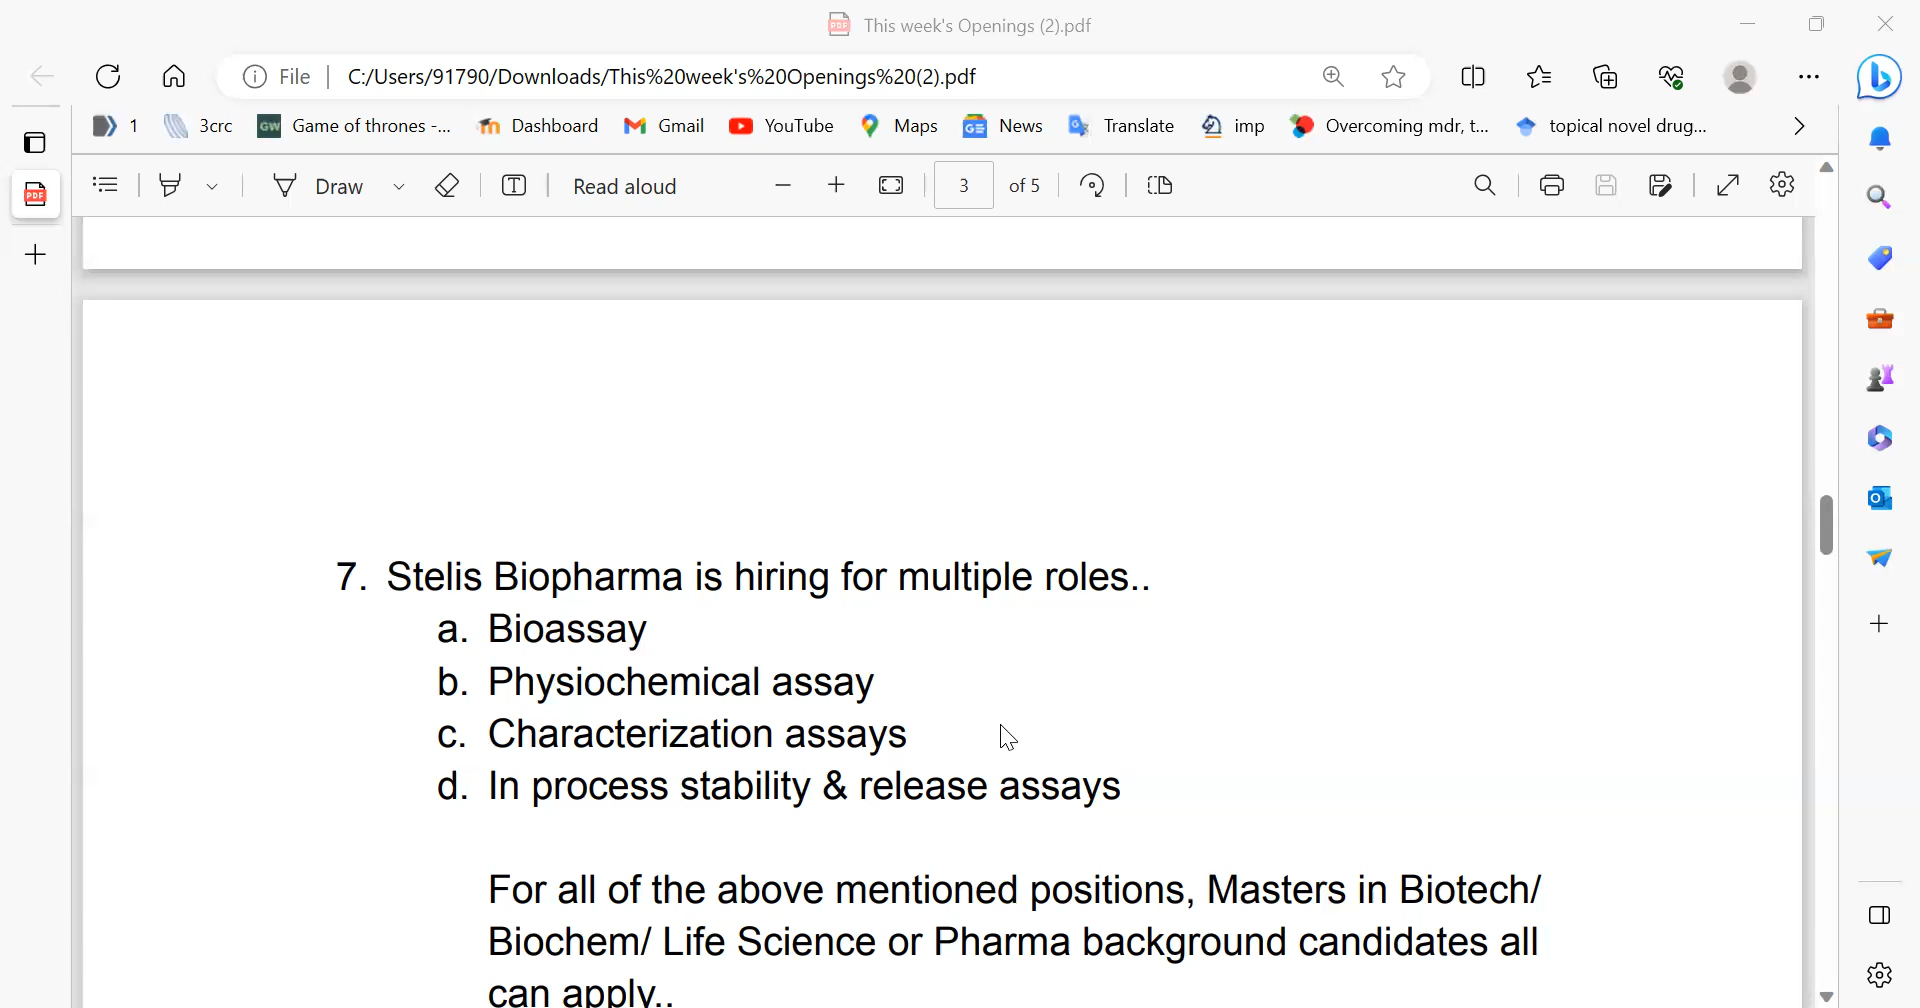 This week's Openings (2).pdf
File C:/Users/91790/Downloads/This%20week's%20Openings%20(2).pdf
1 3crc GW Game of thrones -... Dashboard Gmail YouTube Maps GE News Translate imp Overcoming mdr, t... topical novel drug...
Draw Read aloud 3 of 5
PDF
7. Stelis Biopharma is hiring for multiple roles..
a. Bioassay
b. Physiochemical assay
c. Characterization assays
d. In process stability & release assays
For all of the above mentioned positions, Masters in Biotech/
Biochem/ Life Science or Pharma background candidates all
can apply..